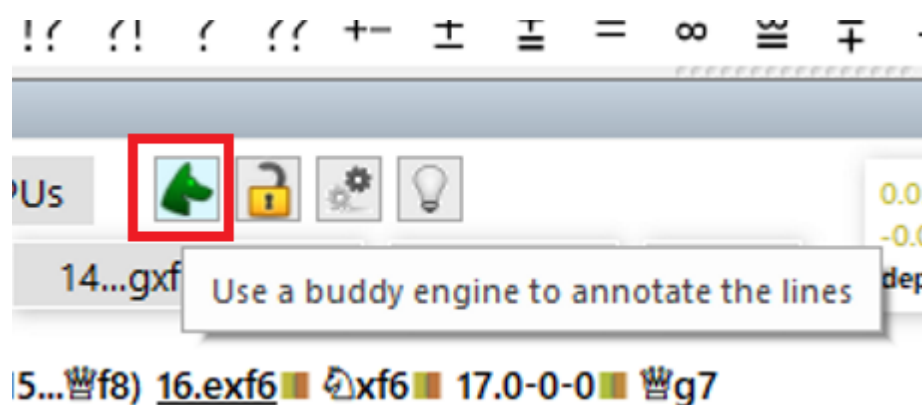 !? ?! ? ?? +− ± ⩲ = ∞ ≌ ∓
PUs
0.0
-0.0
14...gxf
dep
Use a buddy engine to annotate the lines
5...♕f8) 16.exf6 ♘xf6 17.0-0-0 ♕g7